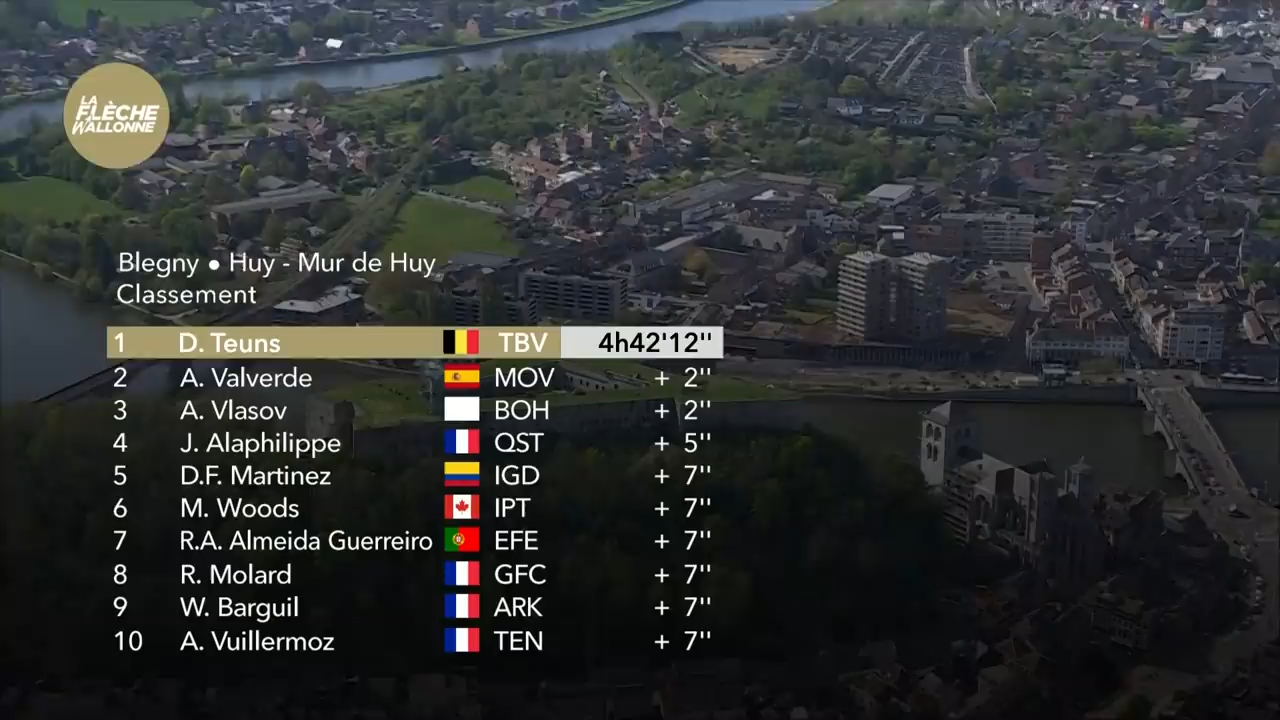 LA
FLÈCHE
WALLONNE
Blegny • Huy - Mur de Huy
Classement
1 D. Teuns TBV 4h42'12''
2 A. Valverde MOV + 2''
3 A. Vlasov BOH + 2''
4 J. Alaphilippe QST + 5''
5 D.F. Martinez IGD + 7''
6 M. Woods IPT + 7''
7 R.A. Almeida Guerreiro EFE + 7''
8 R. Molard GFC + 7''
9 W. Barguil ARK + 7''
10 A. Vuillermoz TEN + 7''